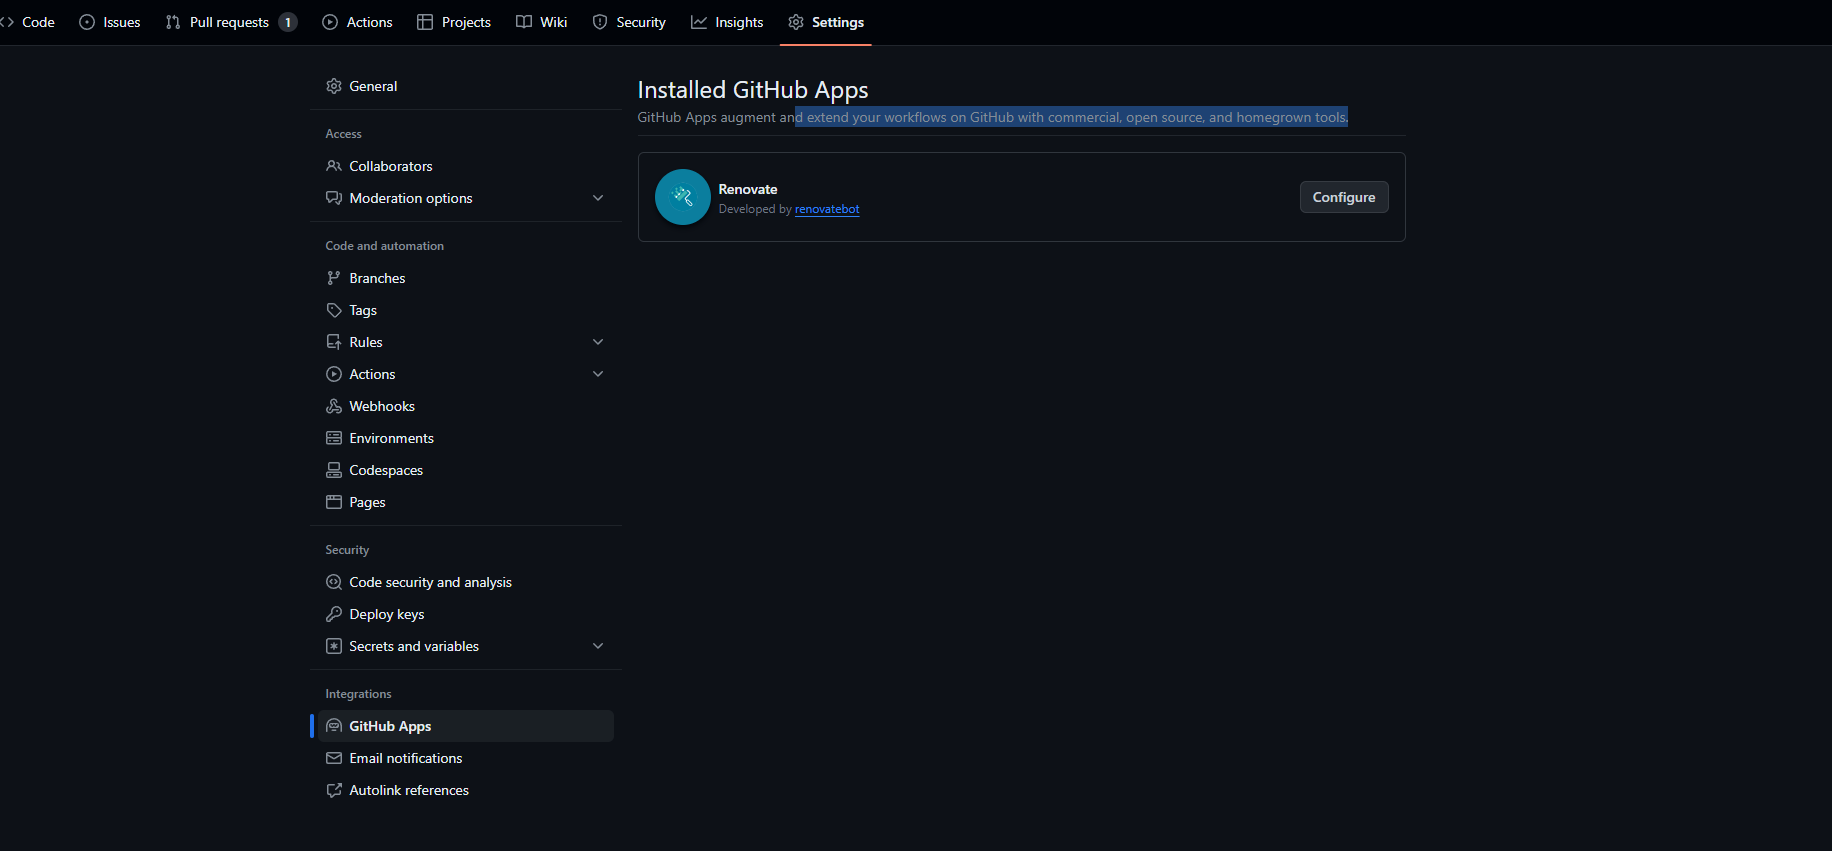 Code Issues Pull requests 1 Actions Projects Wiki Security Insights Settings
General
Access
Collaborators
Moderation options
Code and automation
Branches
Tags
Rules
Actions
Webhooks
Environments
Codespaces
Pages
Security
Code security and analysis
Deploy keys
Secrets and variables
Integrations
GitHub Apps
Email notifications
Autolink references
Installed GitHub Apps
GitHub Apps augment and extend your workflows on GitHub with commercial, open source, and homegrown tools.
Renovate
Developed by renovatebot
Configure